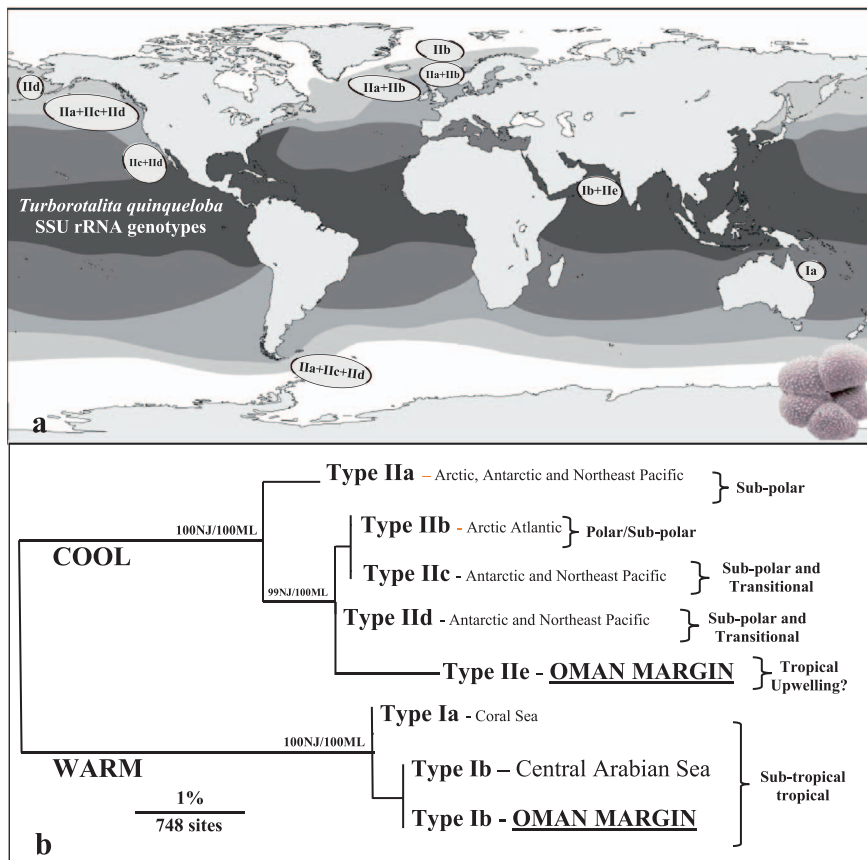 IIb
IId
IIa+IIb
IIa+IIb
IIa+IIc+IId
IIc+IId
Ib+IIe
Turborotalita quinqueloba
SSU rRNA genotypes
Ia
IIa+IIc+IId
a
Type IIa – Arctic, Antarctic and Northeast Pacific
Sub-polar
100NJ/100ML
Type IIb - Arctic Atlantic
Polar/Sub-polar
COOL
Type IIc - Antarctic and Northeast Pacific
Sub-polar and
Transitional
99NJ/100ML
Type IId - Antarctic and Northeast Pacific
Sub-polar and
Transitional
Type IIe - OMAN MARGIN
Tropical
Upwelling?
Type Ia - Coral Sea
100NJ/100ML
WARM
Type Ib – Central Arabian Sea
Sub-tropical
tropical
1%
748 sites
Type Ib - OMAN MARGIN
b